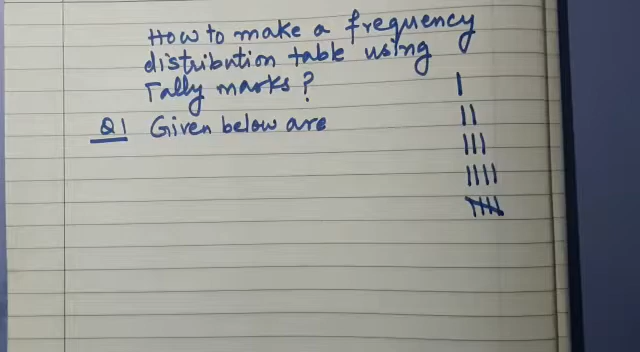 How to make a frequency
distribution table using
Tally marks?
Q1 Given below are
|
||
|||
||||